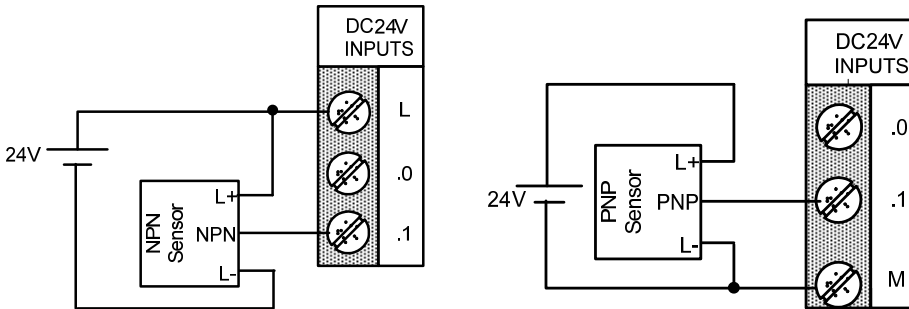 DC24V
INPUTS
L
.0
.1
24V
L+
NPN
L-
NPN
Sensor
DC24V
INPUTS
.0
.1
M
24V
L+
PNP
L-
PNP
Sensor